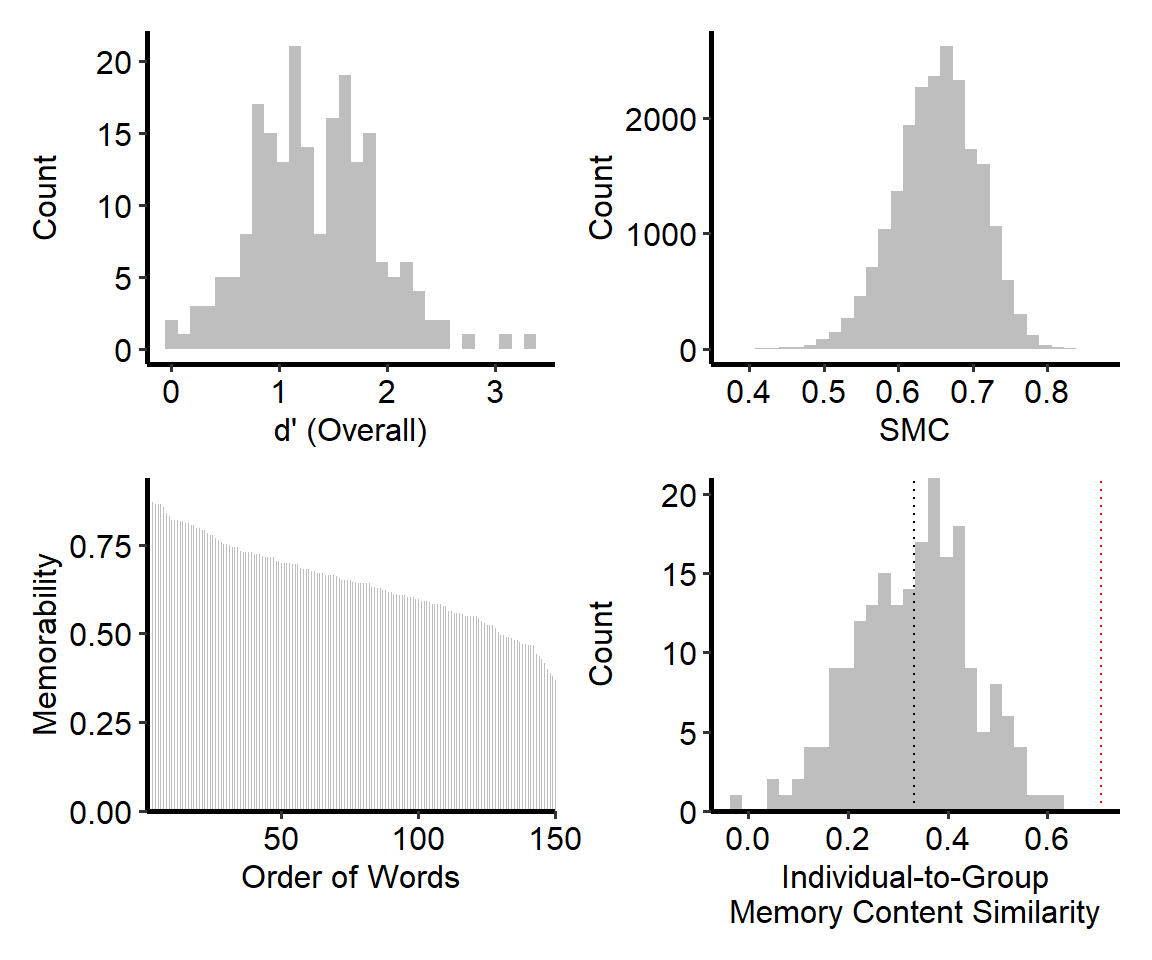 Count
20
15
10
5
0
0 1 2 3
d' (Overall)
Count
2000
1000
0
0.4 0.5 0.6 0.7 0.8
SMC
Memorability
0.75
0.50
0.25
0.00
50 100 150
Order of Words
Count
20
15
10
5
0
0.0 0.2 0.4 0.6
Individual-to-Group
Memory Content Similarity